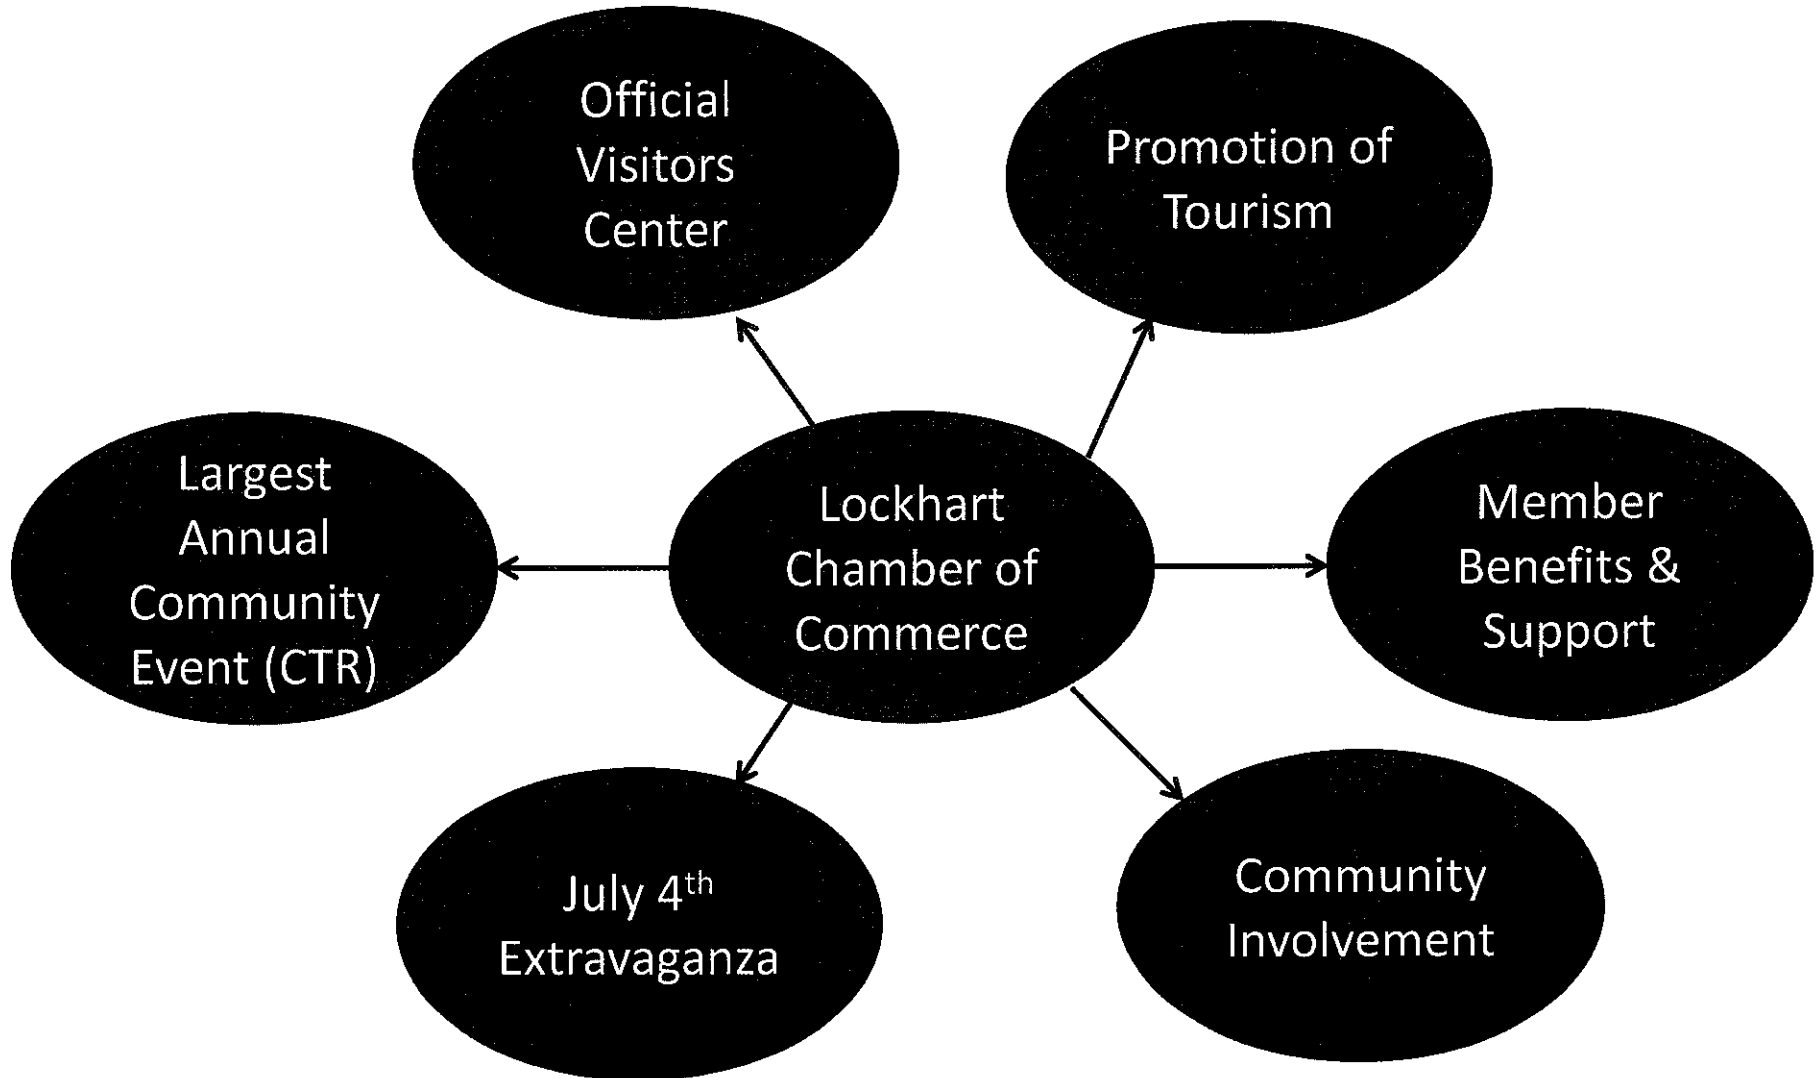 Official
Visitors
Center
Promotion of
Tourism
Largest
Annual
Community
Event (CTR)
Lockhart
Chamber of
Commerce
Member
Benefits &
Support
July 4th
Extravaganza
Community
Involvement